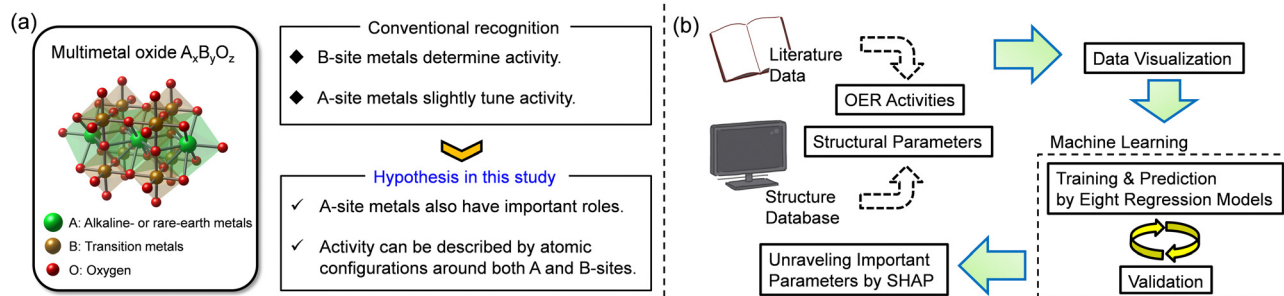 (a)
Multimetal oxide AxByOz
A: Alkaline- or rare-earth metals
B: Transition metals
O: Oxygen
Conventional recognition
◆ B-site metals determine activity.
◆ A-site metals slightly tune activity.
Hypothesis in this study
✓ A-site metals also have important roles.
✓ Activity can be described by atomic
configurations around both A and B-sites.
(b)
Literature
Data
OER Activities
Structural Parameters
Structure
Database
Data Visualization
Machine Learning
Training & Prediction
by Eight Regression Models
Validation
Unraveling Important
Parameters by SHAP